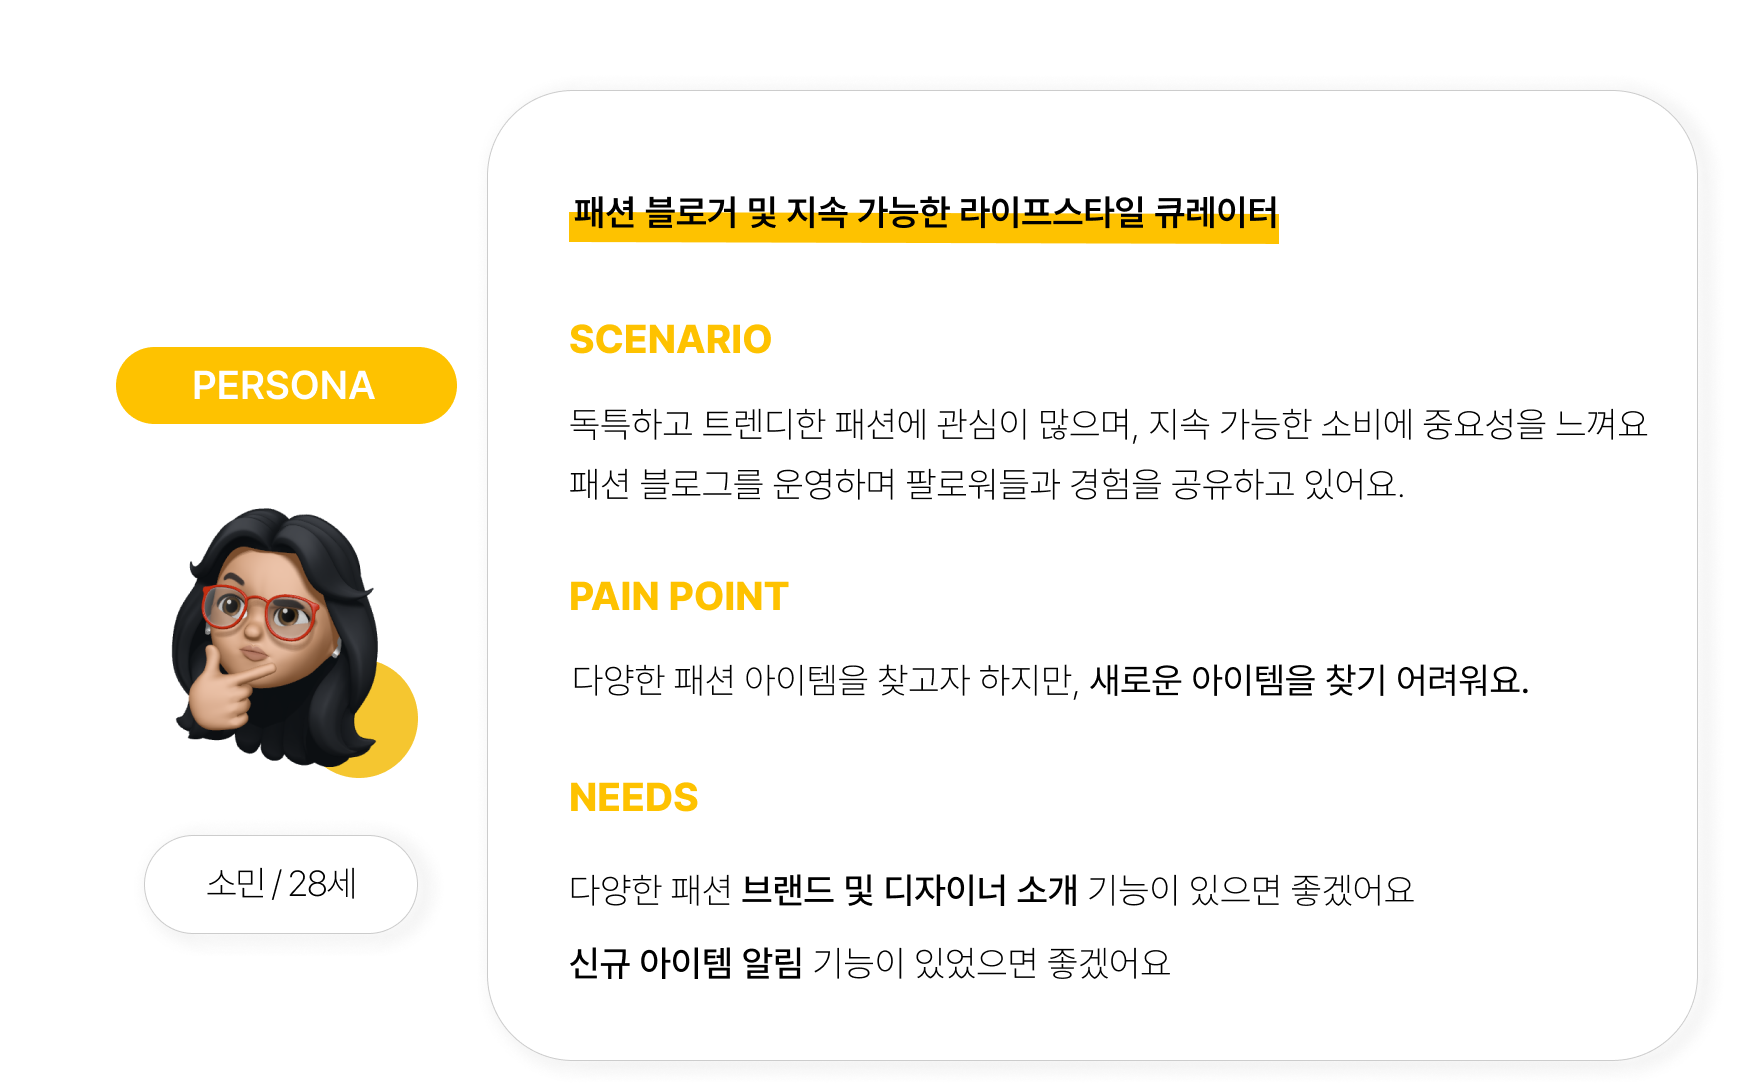 PERSONA
소민 / 28세
패션 블로거 및 지속 가능한 라이프스타일 큐레이터
SCENARIO
독특하고 트렌디한 패션에 관심이 많으며, 지속 가능한 소비에 중요성을 느껴요
패션 블로그를 운영하며 팔로워들과 경험을 공유하고 있어요.
PAIN POINT
다양한 패션 아이템을 찾고자 하지만, 새로운 아이템을 찾기 어려워요.
NEEDS
다양한 패션 브랜드 및 디자이너 소개 기능이 있으면 좋겠어요
신규 아이템 알림 기능이 있었으면 좋겠어요